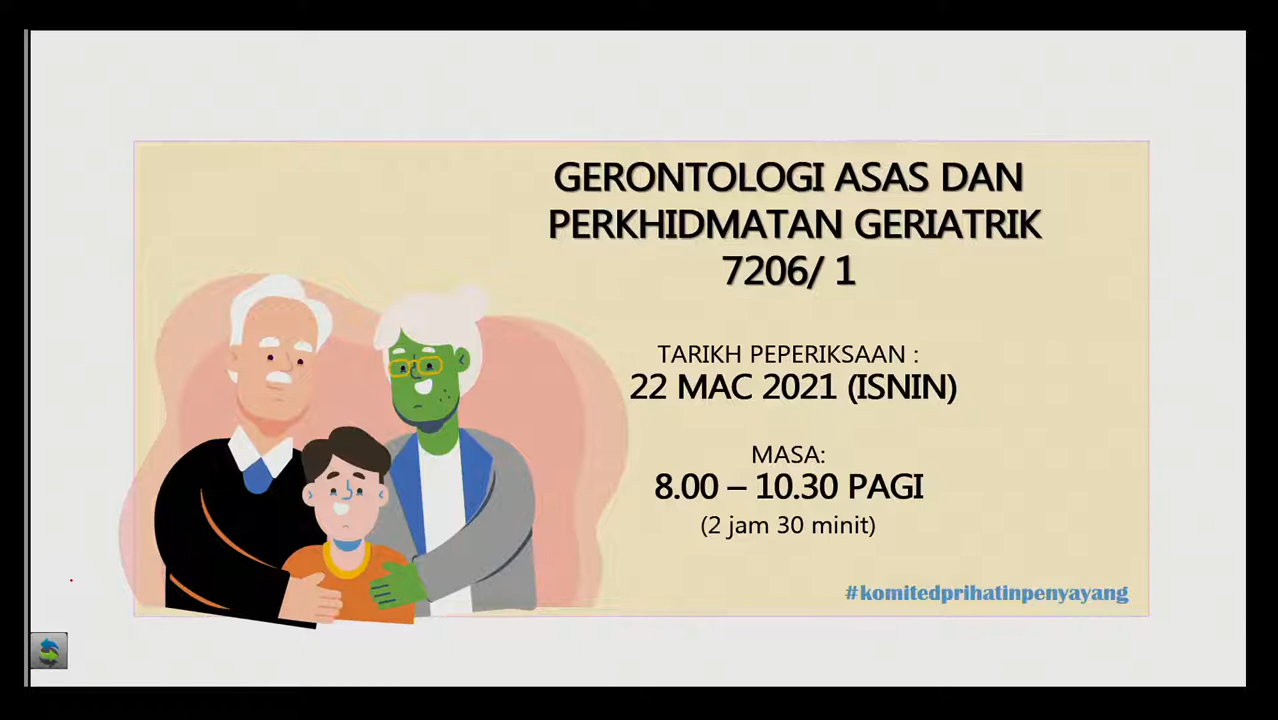 GERONTOLOGI ASAS DAN
PERKHIDMATAN GERIATRIK
7206/ 1
TARIKH PEPERIKSAAN :
22 MAC 2021 (ISNIN)
MASA:
8.00 – 10.30 PAGI
(2 jam 30 minit)
#komitedprihatinpenyayang